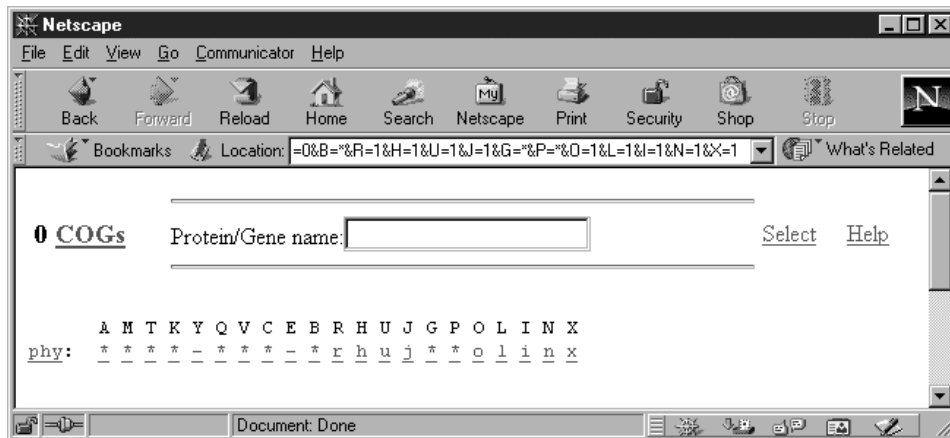 Netscape
File Edit View Go Communicator Help
Back Forward Reload Home Search Netscape Print Security Shop Stop
Bookmarks Location: =0&B=*&R=1&H=1&U=1&J=1&G=*&P=*&O=1&L=1&I=1&N=1&X=1 What's Related
0 COGs Protein/Gene name: Select Help
A M T K Y Q V C E B R H U J G P O L I N X
phy: * * * * - * * * - * r h u j * * o l i n x
Document: Done